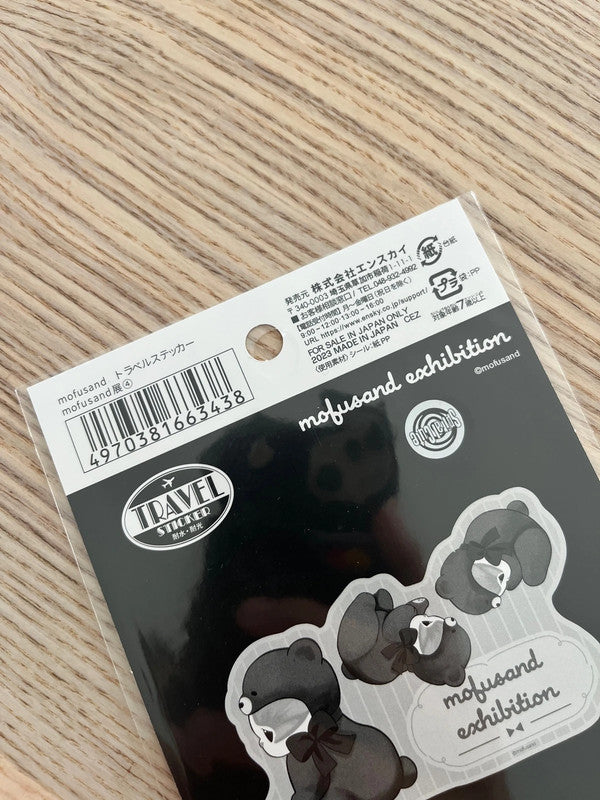 mofusand トラベルステッカー
mofusand展④
4970381663438
発売元 株式会社エンスカイ
〒340-0003 埼玉県草加市稲荷1-11-1
■お客様相談窓口/TEL.048-932-4992
【電話受付時間】月〜金曜日(祝日を除く)
9:00〜12:00・13:00〜16:00
URL https://www.ensky.co.jp/support/
FOR SALE IN JAPAN ONLY
2023 MADE IN JAPAN CEZ
〈使用素材〉シール:紙PP
紙
台紙
プラ
袋:PP
対象年齢7歳以上
mofusand exhibition
©mofusand
TRAVEL
STICKER
耐水・耐光
mofusand
exhibition
©mofusand